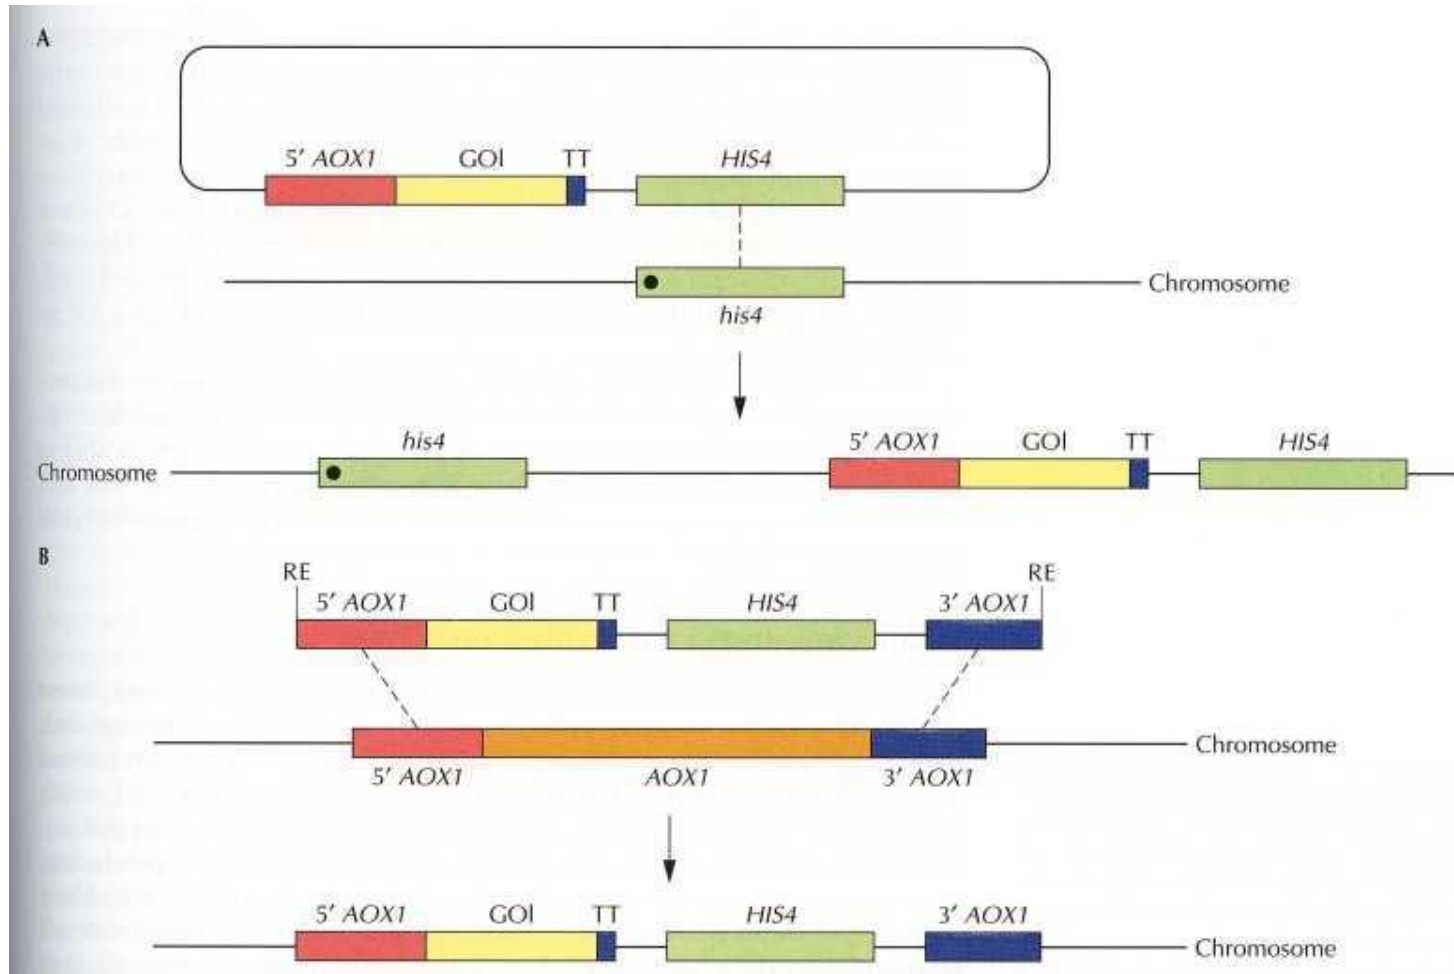 A
5' AOX1 GOI TT HIS4
Chromosome
his4
his4 5' AOX1 GOI TT HIS4
Chromosome
B
RE RE
5' AOX1 GOI TT HIS4 3' AOX1
Chromosome
5' AOX1 AOX1 3' AOX1
5' AOX1 GOI TT HIS4 3' AOX1
Chromosome